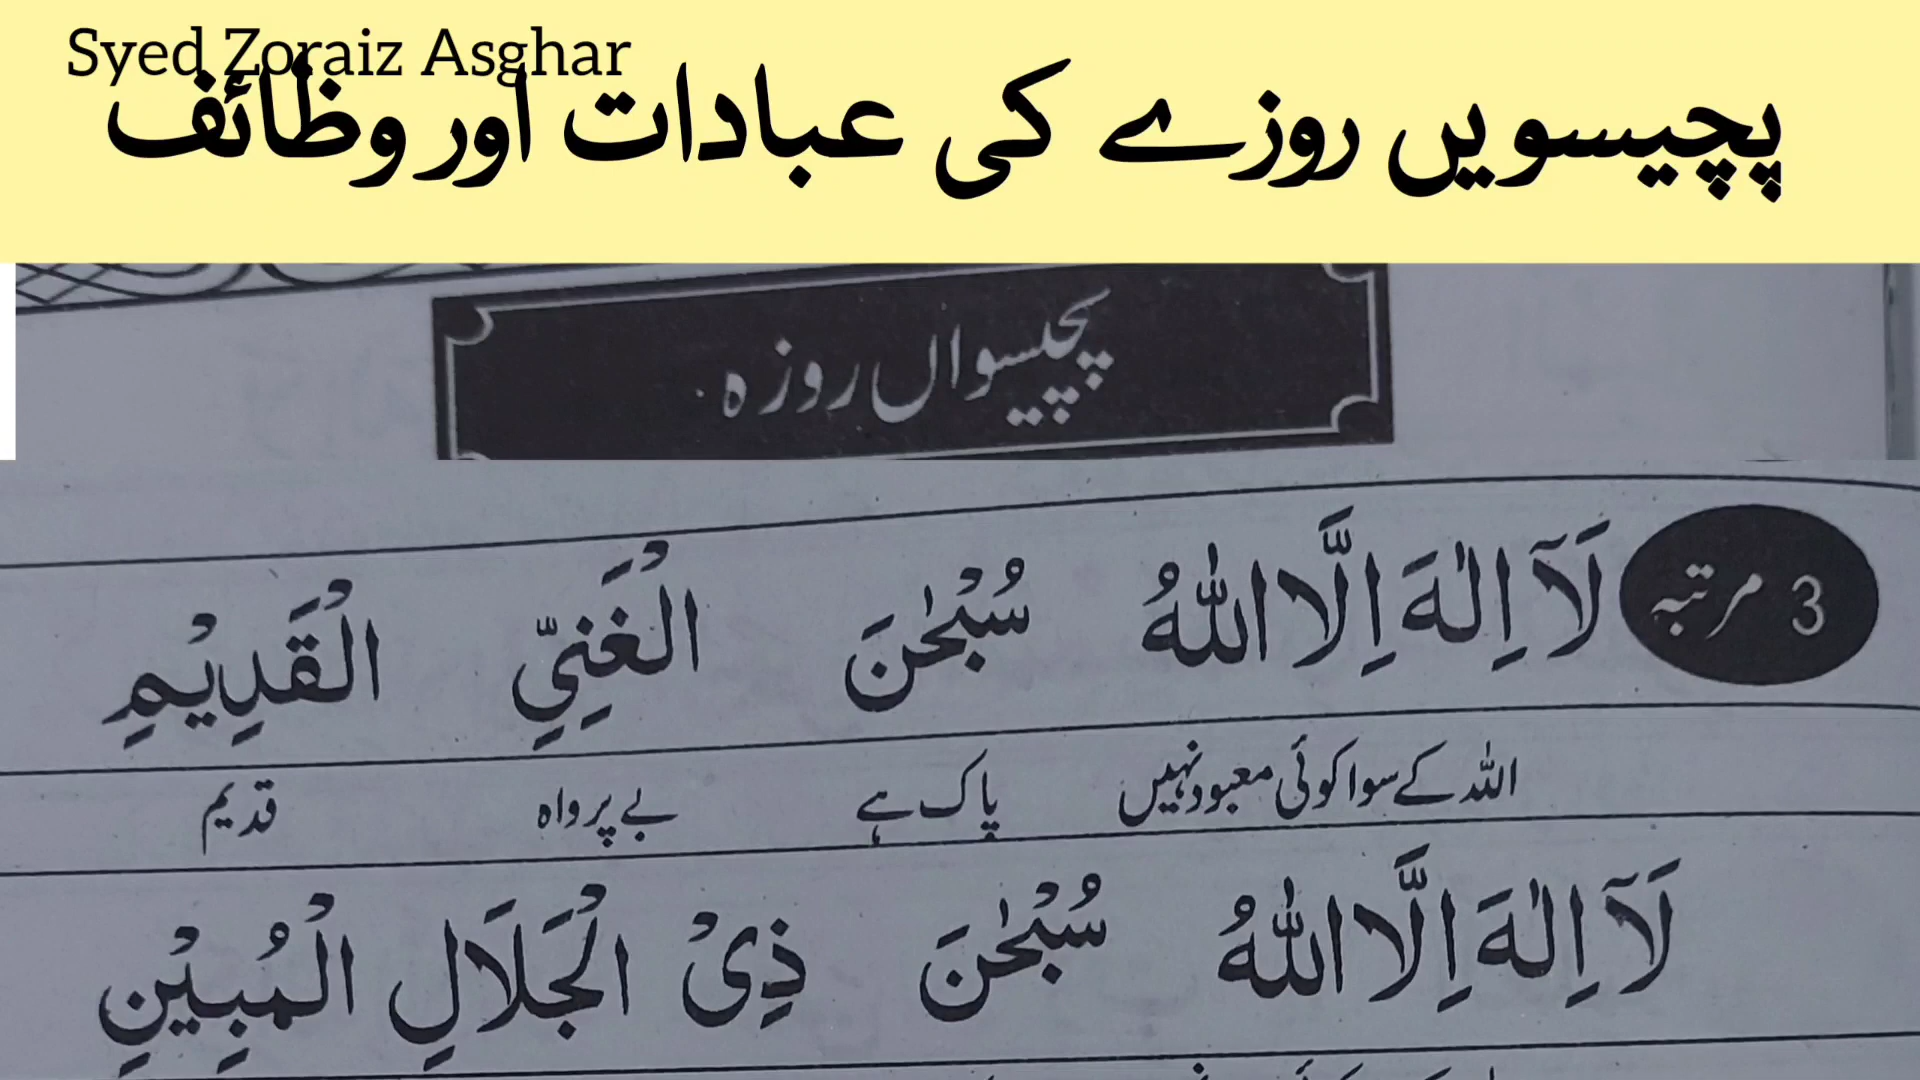 Syed Zoraiz Asghar
پچیسویں روزے کی عبادات اور وظائف
پچیسواں روزہ
3 مرتبہ
لَآ اِلٰهَ اِلَّا اللّٰهُ سُبْحٰنَ الْغَنِيِّ الْقَدِيْمِ
اللہ کے سوا کوئی معبود نہیں پاک ہے بے پرواہ قدیم
لَآ اِلٰهَ اِلَّا اللّٰهُ سُبْحٰنَ ذِیْ الْجَلَالِ الْمُبِيْنِ